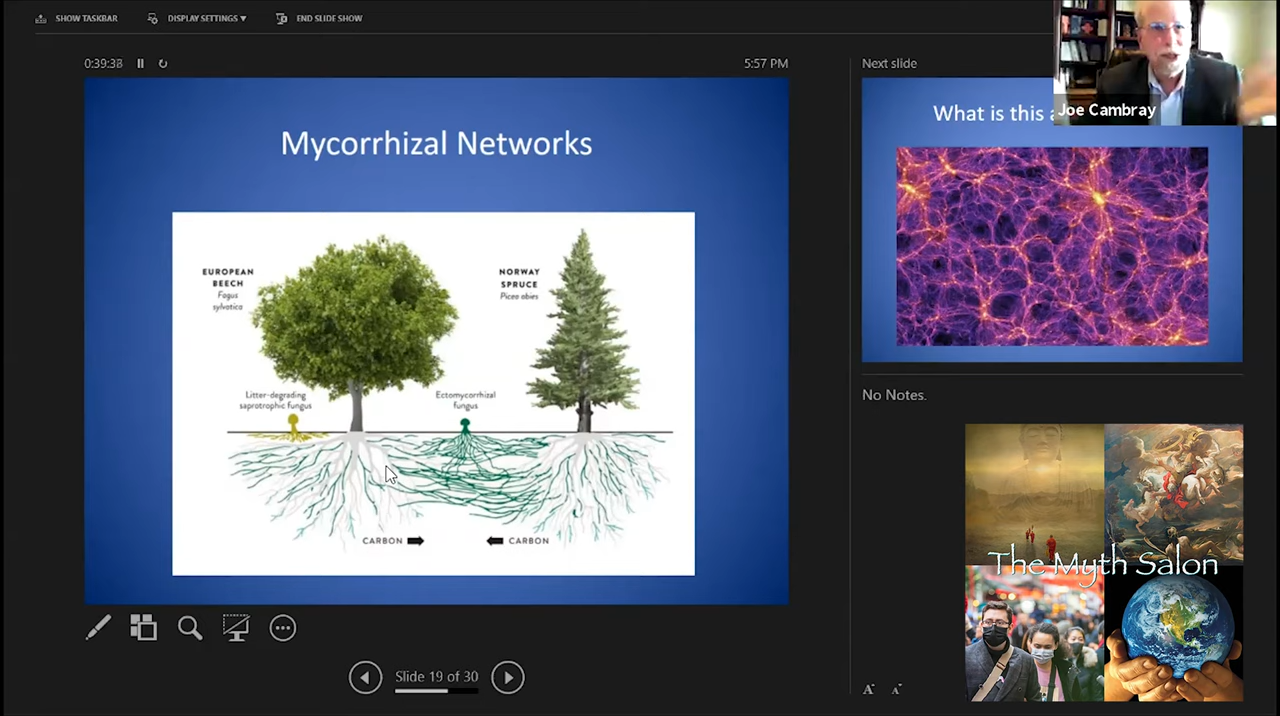 SHOW TASKBAR
DISPLAY SETTINGS ▼
END SLIDE SHOW
0:39:38
5:57 PM
Next slide
Mycorrhizal Networks
What is this a
Joe Cambray
EUROPEAN
BEECH
Fagus
sylvatica
NORWAY
SPRUCE
Picea abies
Litter-degrading
saprotrophic fungus
Ectomycorrhizal
fungus
CARBON
CARBON
No Notes.
The Myth Salon
Slide 19 of 30
A
A